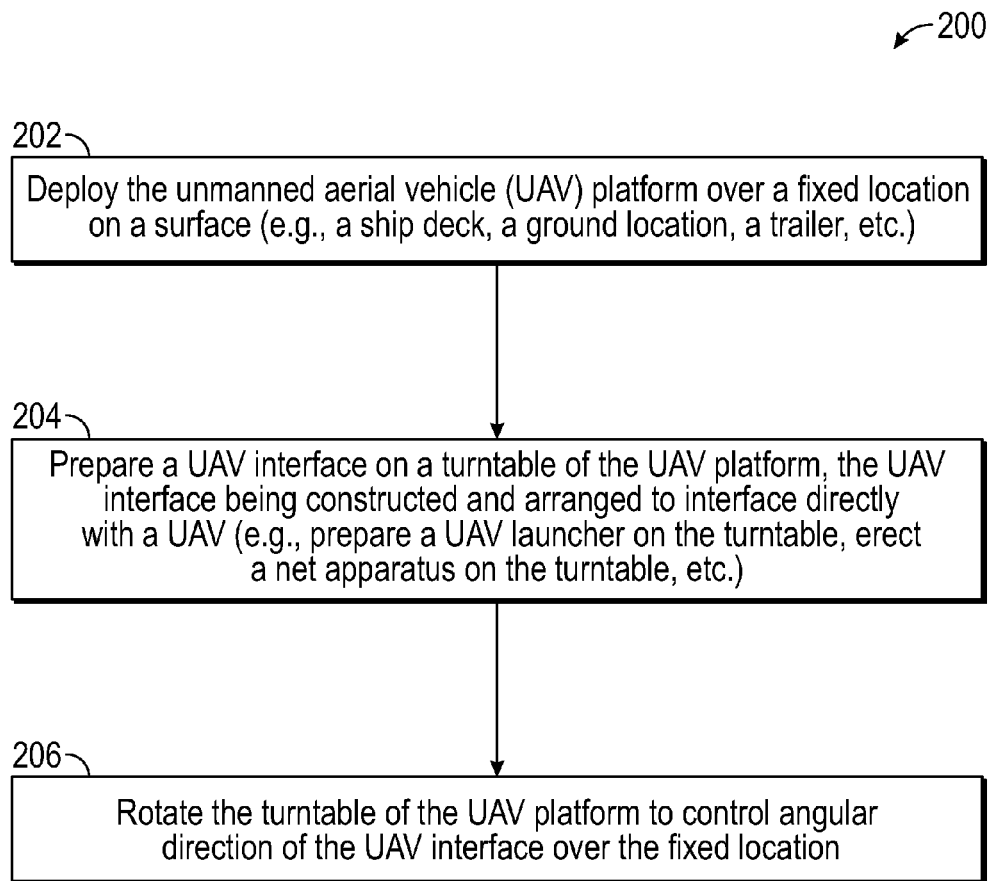 200
202
Deploy the unmanned aerial vehicle (UAV) platform over a fixed location
on a surface (e.g., a ship deck, a ground location, a trailer, etc.)
204
Prepare a UAV interface on a turntable of the UAV platform, the UAV
interface being constructed and arranged to interface directly
with a UAV (e.g., prepare a UAV launcher on the turntable, erect
a net apparatus on the turntable, etc.)
206
Rotate the turntable of the UAV platform to control angular
direction of the UAV interface over the fixed location